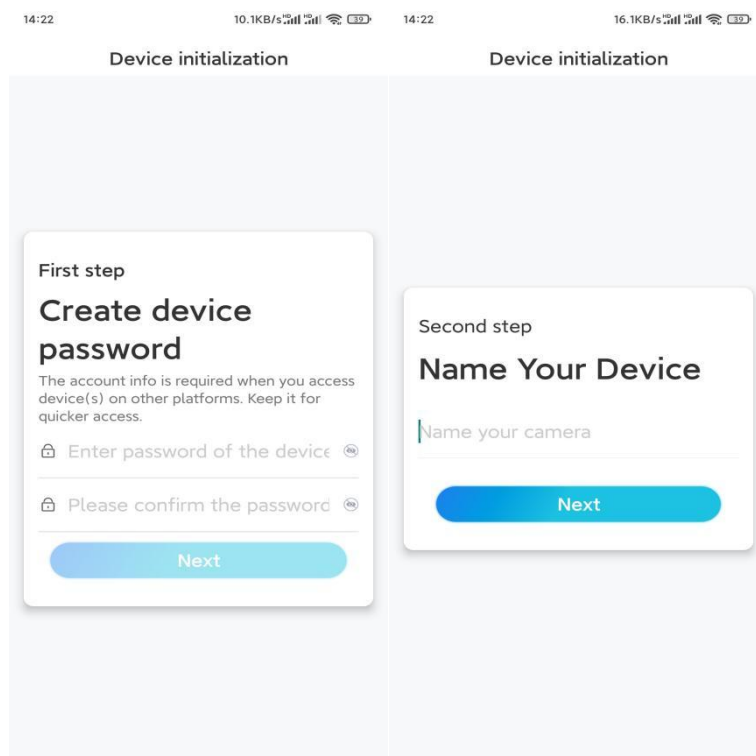 14:22
10.1KB/s
39
Device initialization
First step
Create device
password
The account info is required when you access
device(s) on other platforms. Keep it for
quicker access.
Enter password of the device
Please confirm the password
Next
14:22
16.1KB/s
39
Device initialization
Second step
Name Your Device
Name your camera
Next